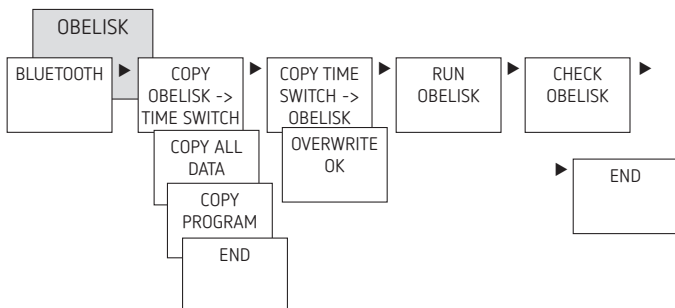 OBELISK
BLUETOOTH
COPY
OBELISK ->
TIME SWITCH
COPY ALL
DATA
COPY
PROGRAM
END
COPY TIME
SWITCH ->
OBELISK
OVERWRITE
OK
RUN
OBELISK
CHECK
OBELISK
END